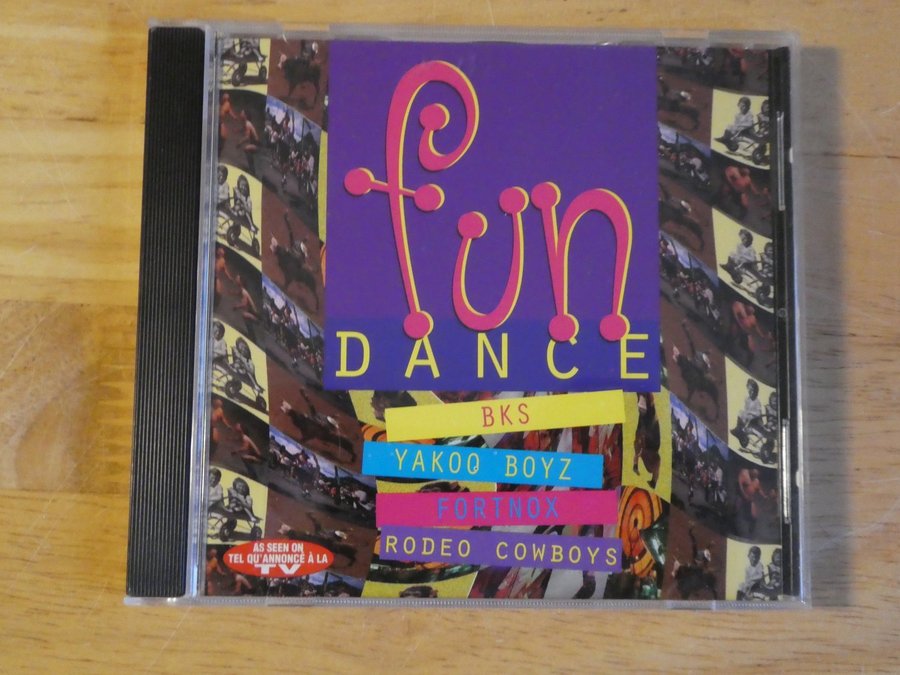 fun
DANCE
BKS
YAKOO BOYZ
FORTNOX
RODEO COWBOYS
AS SEEN ON
TEL QU'ANNONCÉ À LA
TV